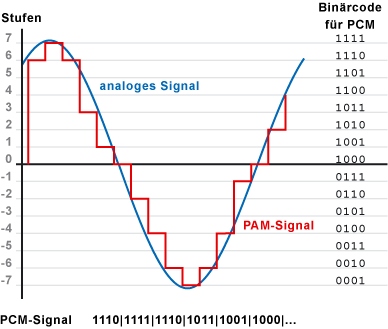 Stufen
Binärcode
für PCM
7 1111
6 1110
5 1101
4 1100
3 1011
2 1010
1 1001
0 1000
-1 0111
-2 0110
-3 0101
-4 0100
-5 0011
-6 0010
-7 0001
analoges Signal
PAM-Signal
PCM-Signal 1110|1111|1110|1011|1001|1000|...